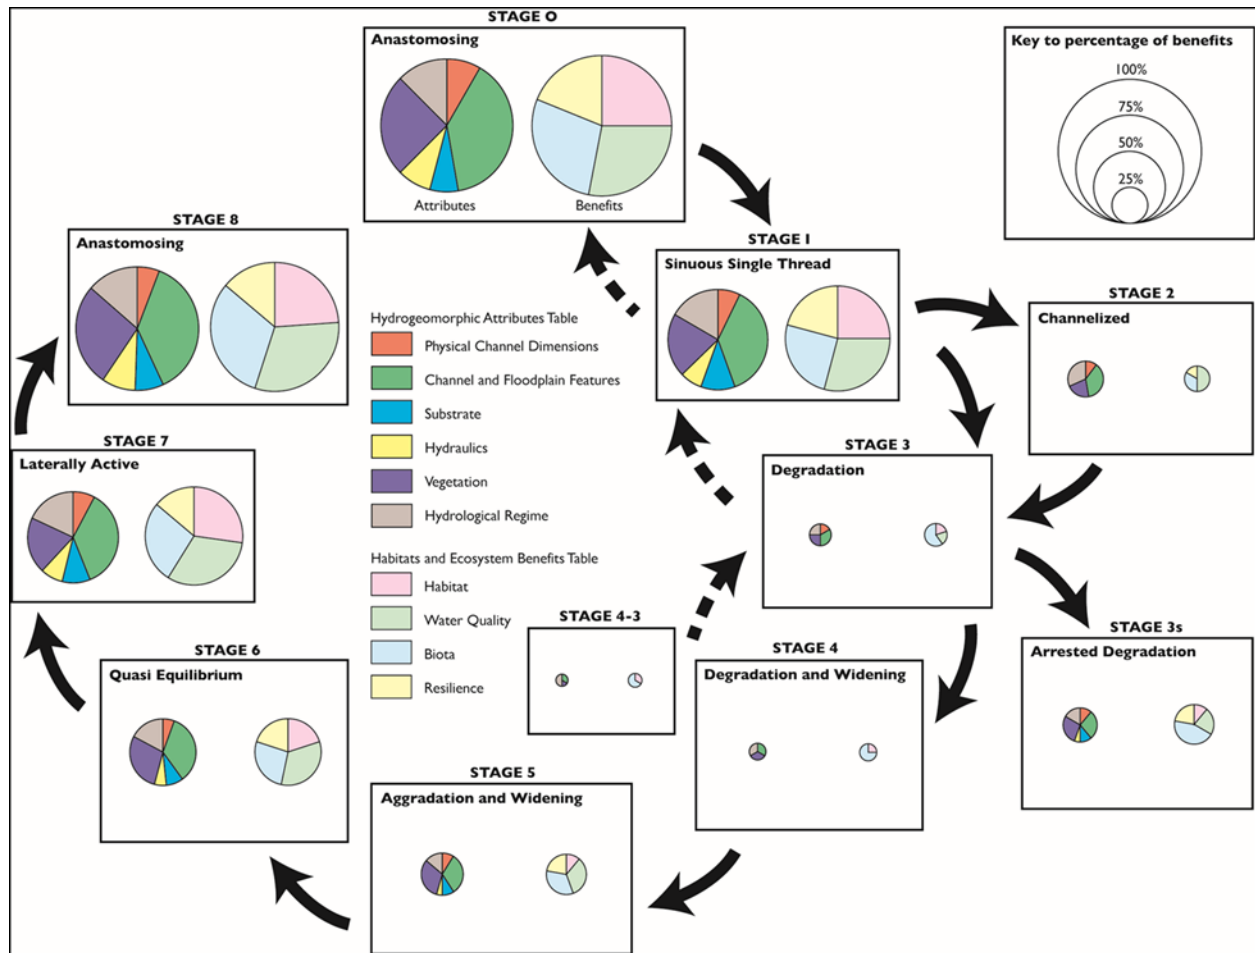 STAGE O
Anastomosing
Attributes
Benefits
Key to percentage of benefits
100%
75%
50%
25%
STAGE 8
Anastomosing
STAGE I
Sinuous Single Thread
STAGE 2
Channelized
Hydrogeomorphic Attributes Table
Physical Channel Dimensions
Channel and Floodplain Features
Substrate
Hydraulics
Vegetation
Hydrological Regime
Habitats and Ecosystem Benefits Table
Habitat
Water Quality
Biota
Resilience
STAGE 7
Laterally Active
STAGE 3
Degradation
STAGE 4-3
STAGE 3s
Arrested Degradation
STAGE 6
Quasi Equilibrium
STAGE 4
Degradation and Widening
STAGE 5
Aggradation and Widening